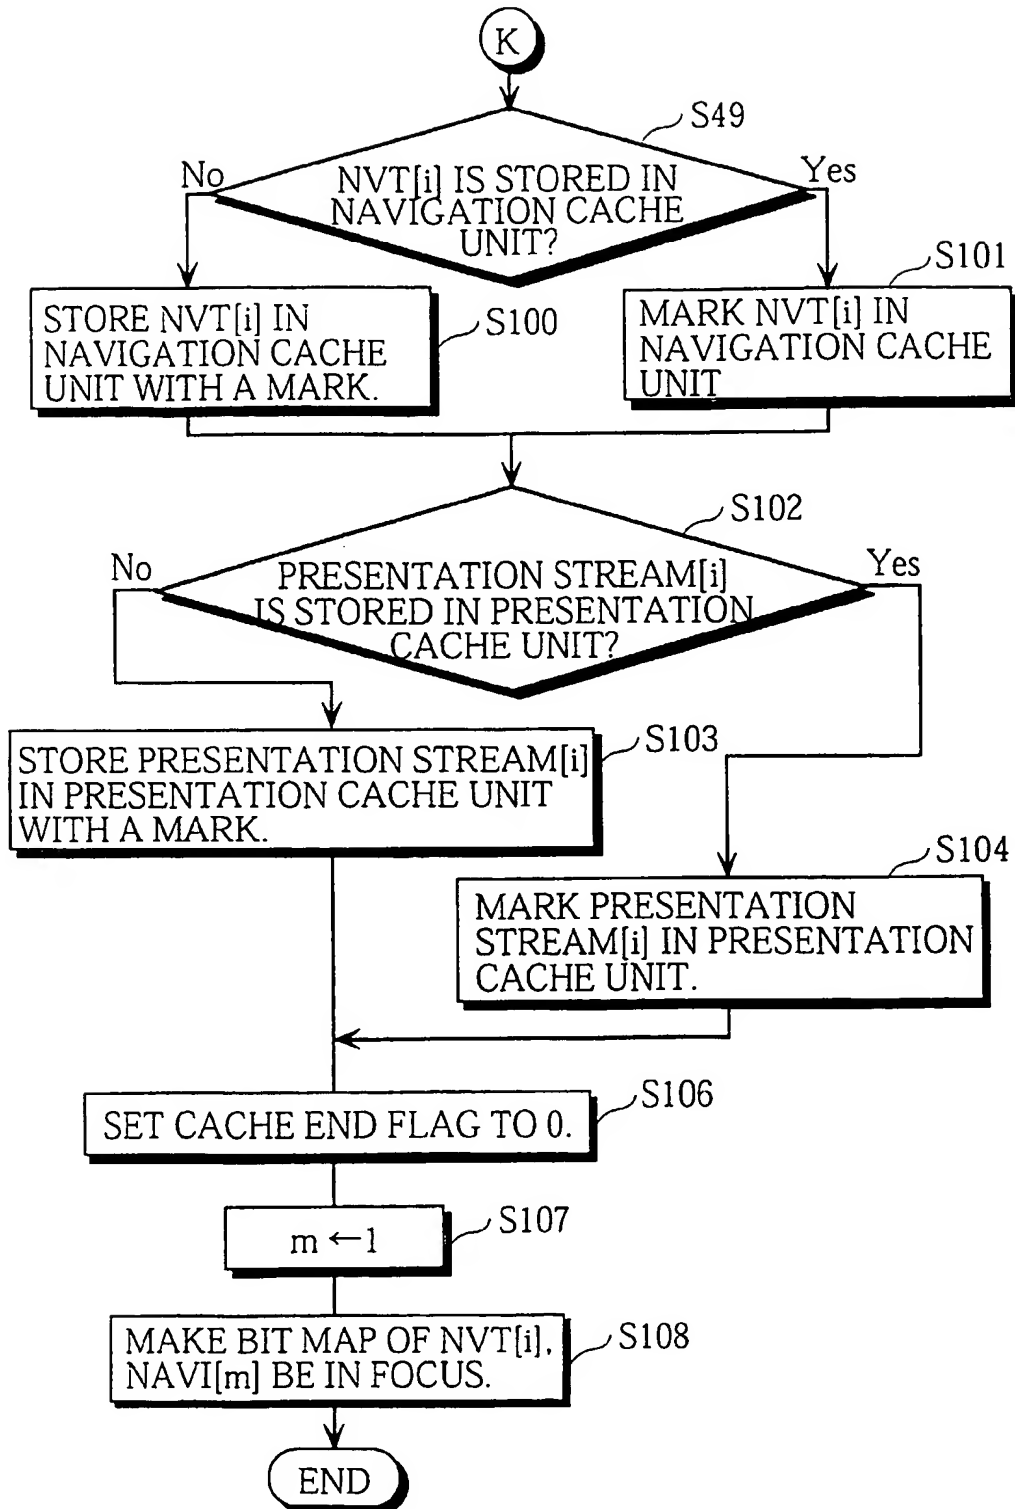 K
S49
No
Yes
NVT[i] IS STORED IN
NAVIGATION CACHE
UNIT?
S101
S100
STORE NVT[i] IN
NAVIGATION CACHE
UNIT WITH A MARK.
MARK NVT[i] IN
NAVIGATION CACHE
UNIT
S102
No
Yes
PRESENTATION STREAM[i]
IS STORED IN PRESENTATION
CACHE UNIT?
S103
STORE PRESENTATION STREAM[i]
IN PRESENTATION CACHE UNIT
WITH A MARK.
S104
MARK PRESENTATION
STREAM[i] IN PRESENTATION
CACHE UNIT.
S106
SET CACHE END FLAG TO 0.
S107
m ←1
S108
MAKE BIT MAP OF NVT[i],
NAVI[m] BE IN FOCUS.
END